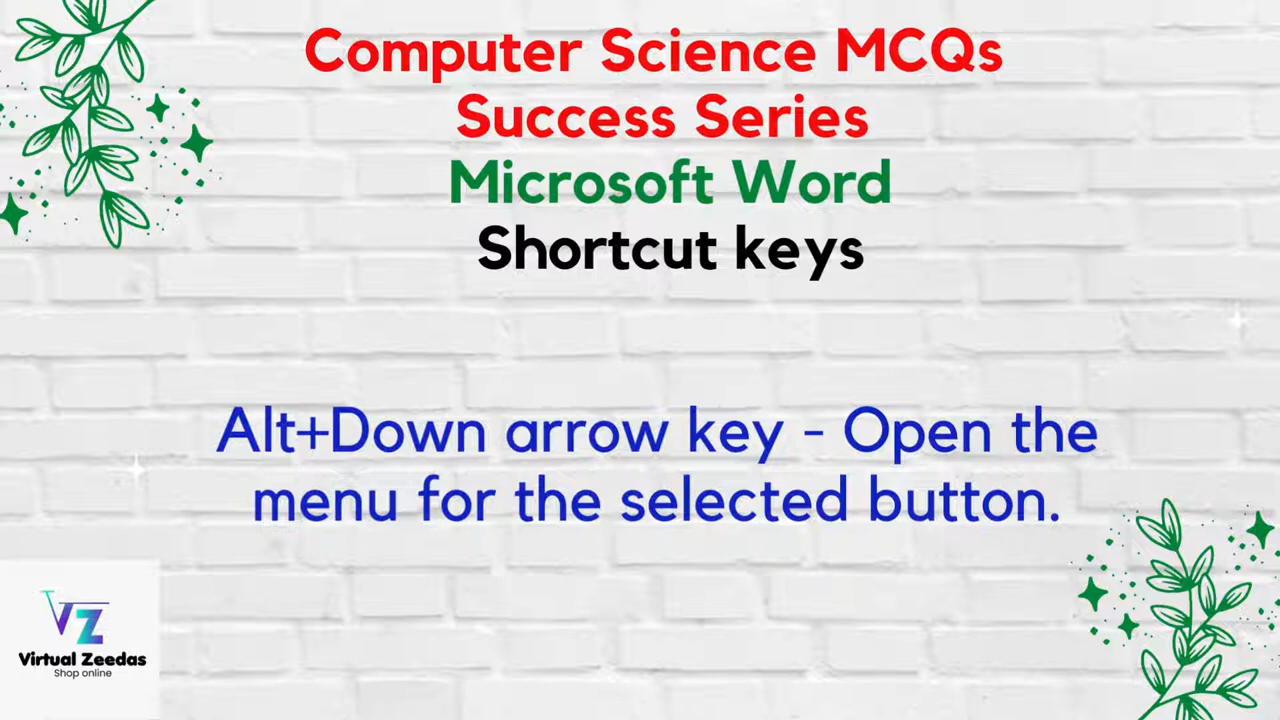 Computer Science MCQs
Success Series
Microsoft Word
Shortcut keys
Alt+Down arrow key - Open the
menu for the selected button.
VZ
Virtual Zeedas
Shop online